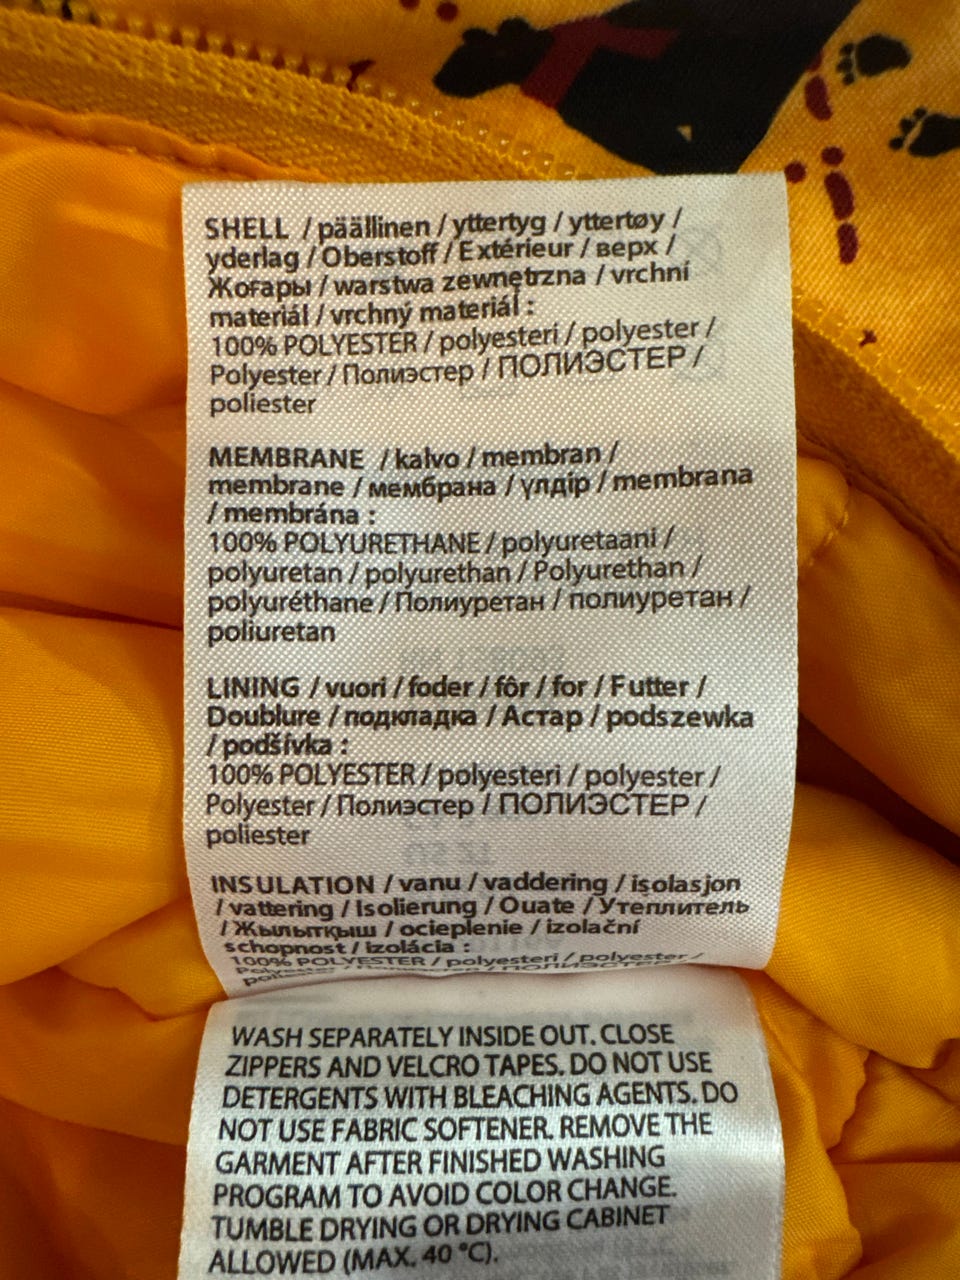 SHELL / päällinen / yttertyg / yttertøy /
yderlag / Oberstoff / Extérieur / верх /
Жоғары / warstwa zewnętrzna / vrchní
materiál / vrchný materiál :
100% POLYESTER / polyesteri / polyester /
Polyester / Полиэстер / ПОЛИЭСТЕР /
poliester
MEMBRANE / kalvo / membran /
membrane / мембрана / үлдір / membrana
/ membrána :
100% POLYURETHANE / polyuretaani /
polyuretan / polyurethan / Polyurethan /
polyuréthane / Полиуретан / полиуретан /
poliuretan
LINING / vuori / foder / fôr / for / Futter /
Doublure / подкладка / Астар / podszewka
/ podšívka :
100% POLYESTER / polyesteri / polyester /
Polyester / Полиэстер / ПОЛИЭСТЕР /
poliester
INSULATION / vanu / vaddering / isolasjon
/ vattering / Isolierung / Ouate / Утеплитель
/ Жылытқыш / ocieplenie / izolační
schopnost / izolácia :
100% POLYESTER / polyesteri / polyester /
Polyester / Полиэстер / ПОЛИЭСТЕР /
poliester
WASH SEPARATELY INSIDE OUT. CLOSE
ZIPPERS AND VELCRO TAPES. DO NOT USE
DETERGENTS WITH BLEACHING AGENTS. DO
NOT USE FABRIC SOFTENER. REMOVE THE
GARMENT AFTER FINISHED WASHING
PROGRAM TO AVOID COLOR CHANGE.
TUMBLE DRYING OR DRYING CABINET
ALLOWED (MAX. 40 °C).